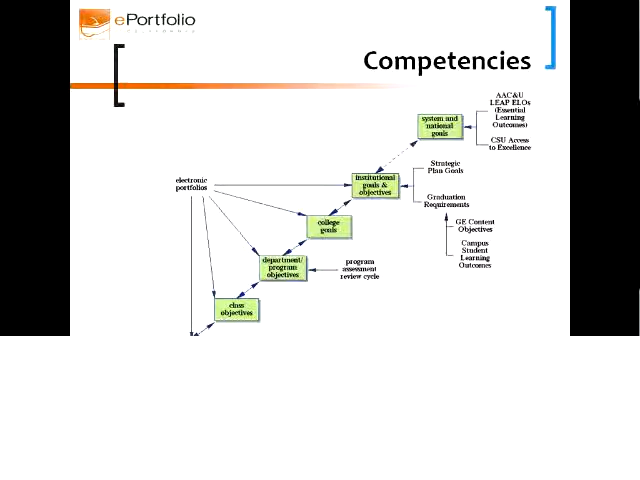 ePortfolio
CALIFORNIA
Competencies
AAC&U
LEAP ELOs
(Essential
Learning
Outcomes)
CSU Access
to Excellence
system and
national
goals
Strategic
Plan Goals
electronic
portfolios
institutional
goals &
objectives
Graduation
Requirements
college
goals
GE Content
Objectives
Campus
Student
Learning
Outcomes
department/
program
objectives
program
assessment
review cycle
class
objectives